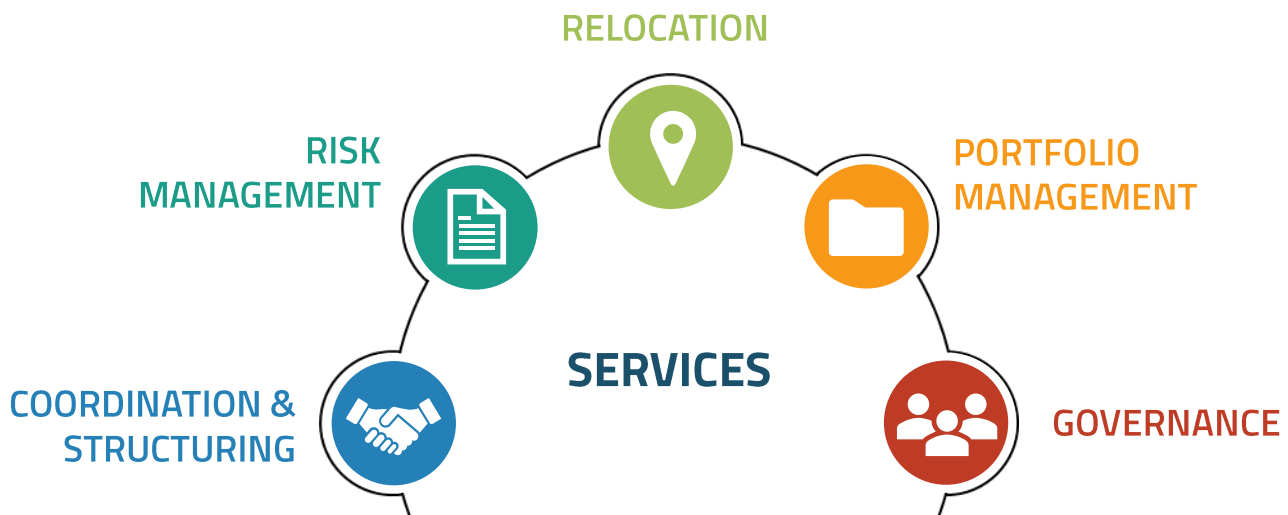 RELOCATION
RISK
MANAGEMENT
PORTFOLIO
MANAGEMENT
SERVICES
COORDINATION &
STRUCTURING
GOVERNANCE